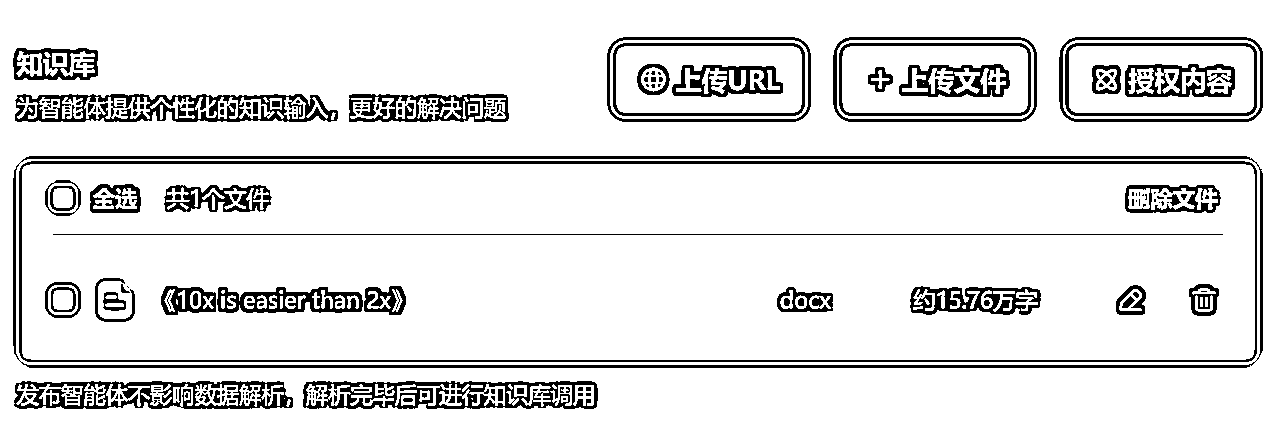 知识库
为智能体提供个性化的知识输入，更好的解决问题
上传URL
上传文件
授权内容
全选 共1个文件 删除文件
《10x is easier than 2x》 docx 约15.76万字
发布智能体不影响数据解析，解析完毕后可进行知识库调用